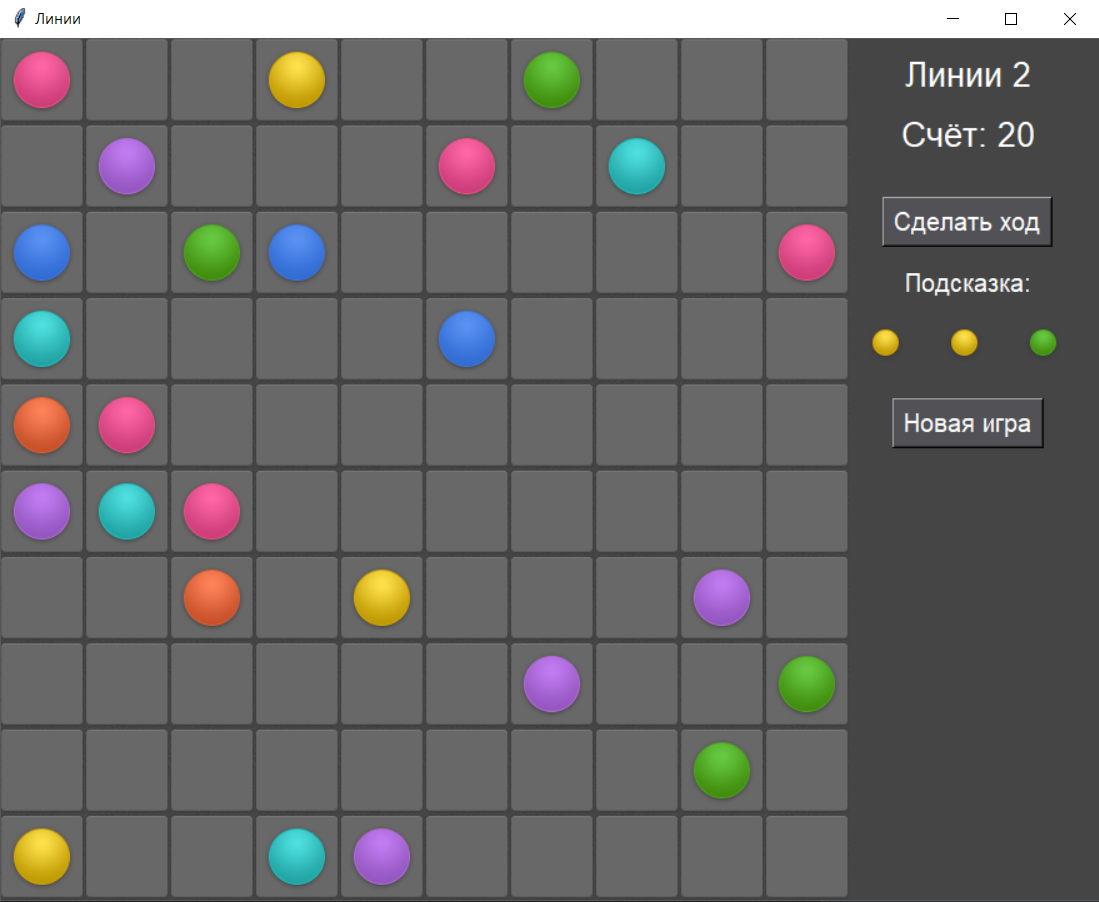 Линии
Линии 2
Счёт: 20
Сделать ход
Подсказка:
Новая игра